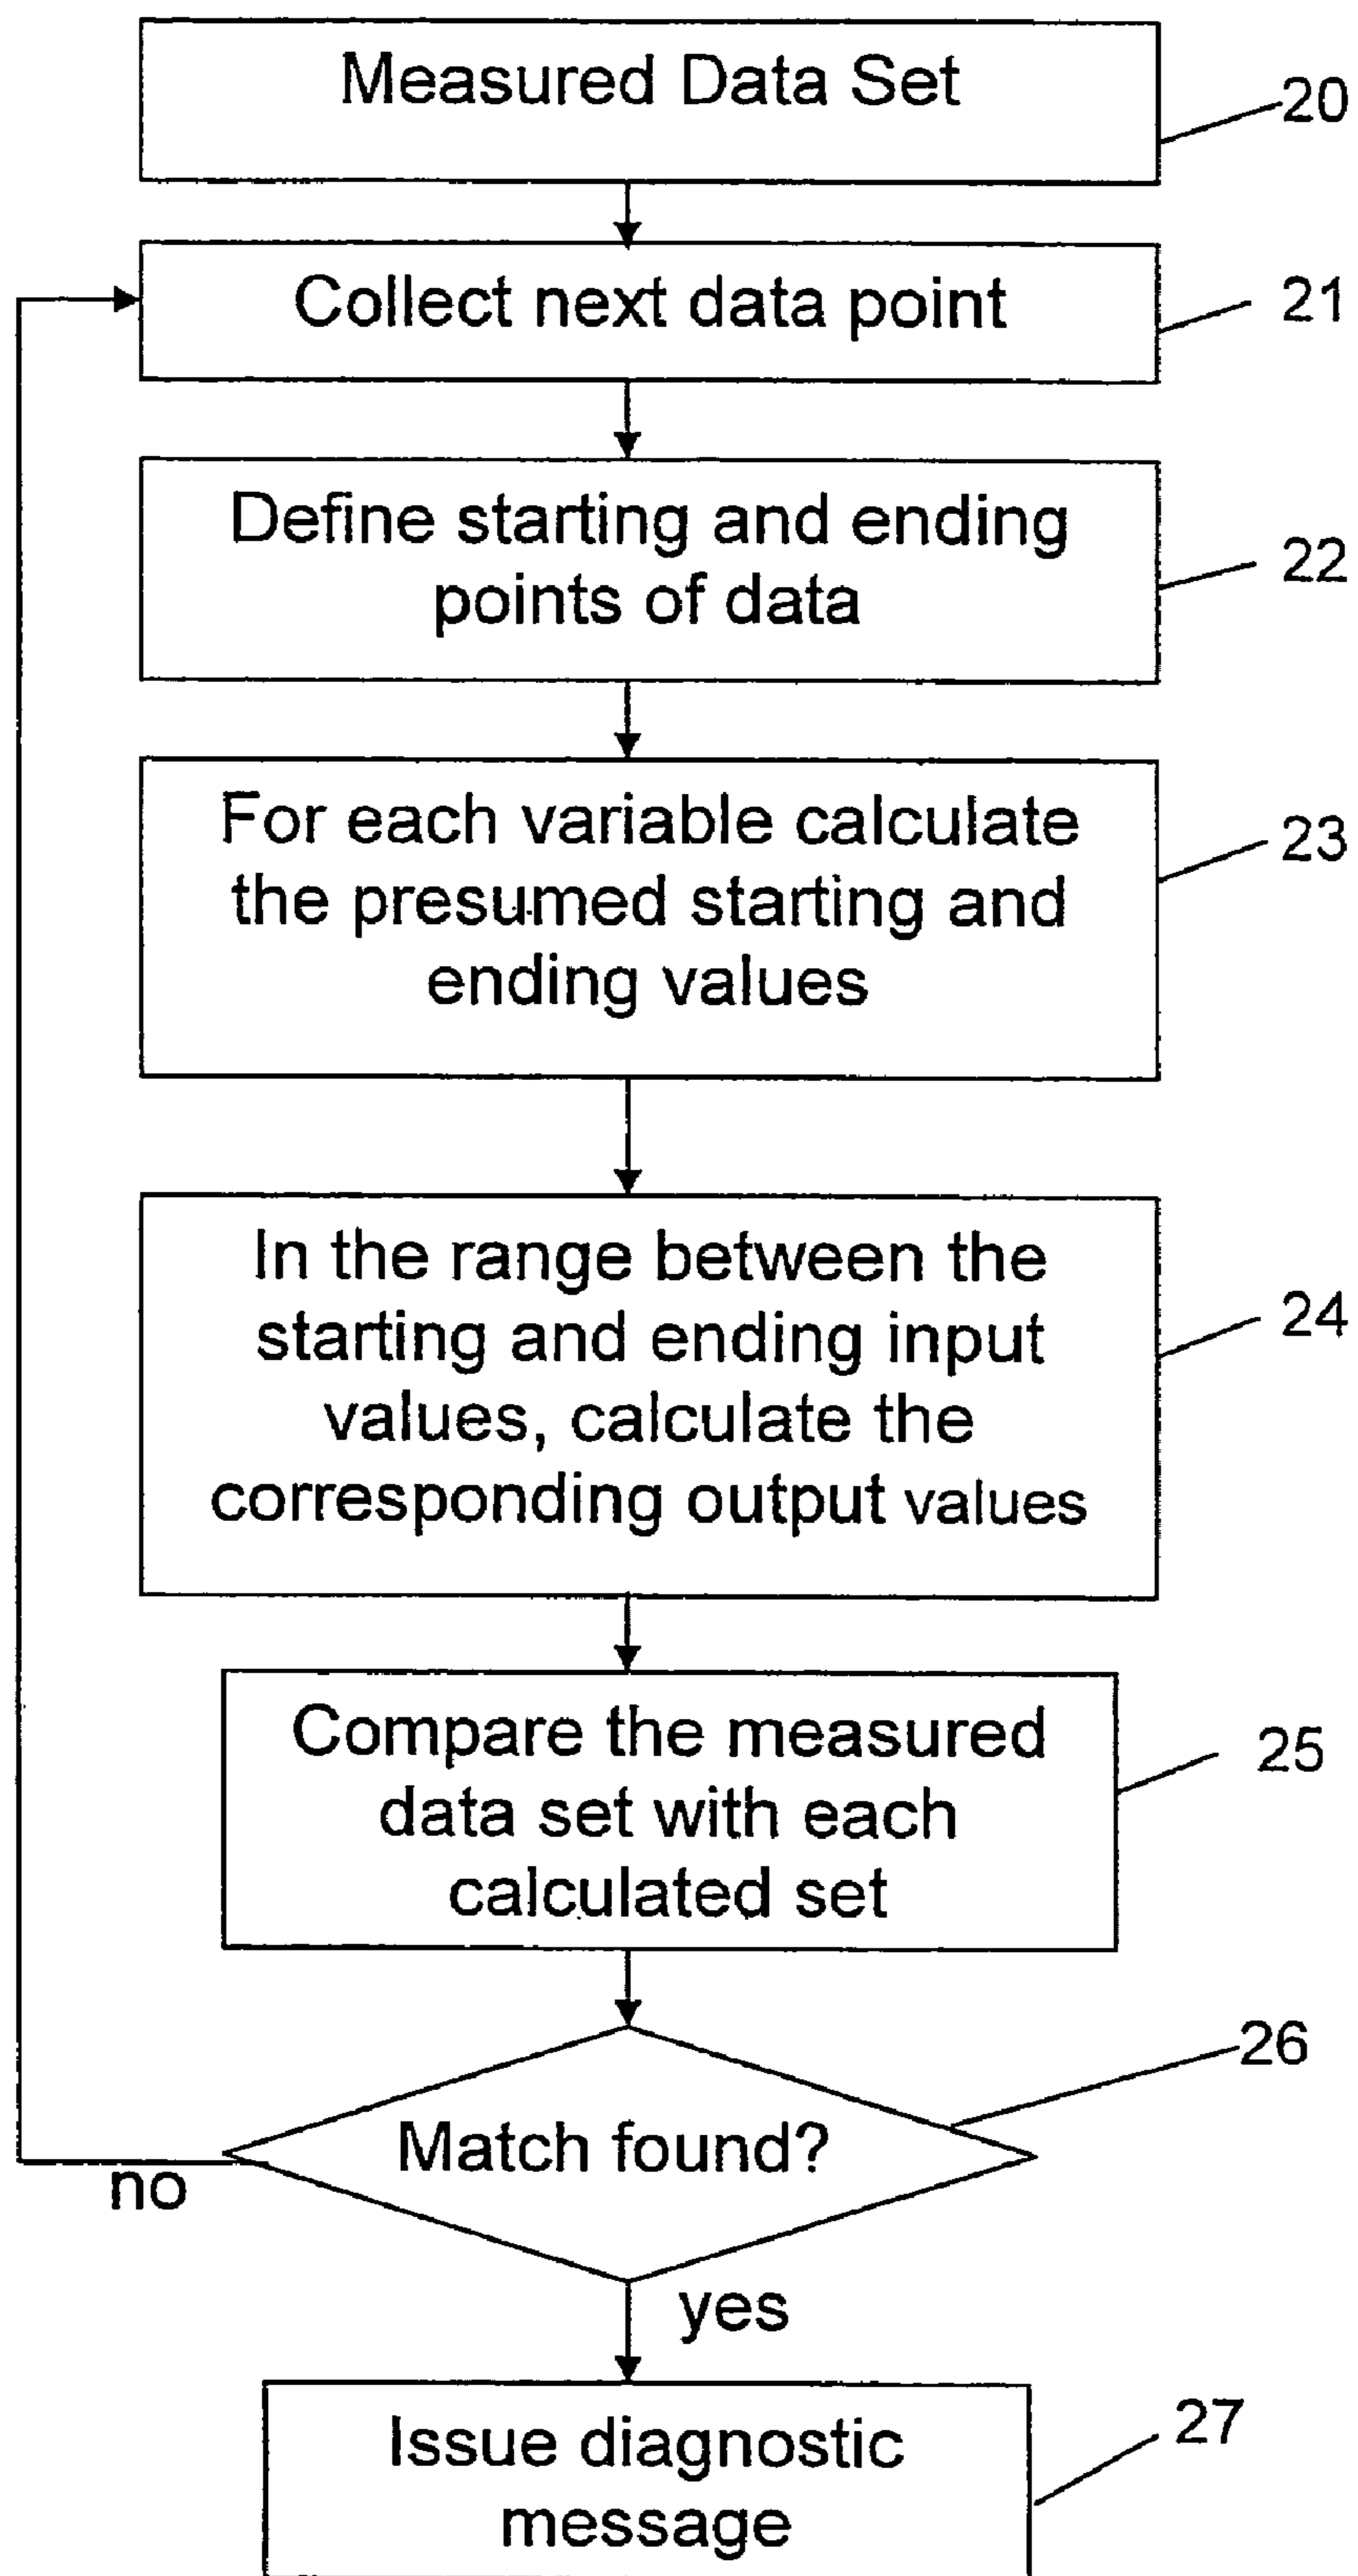 Measured Data Set
20
Collect next data point
21
Define starting and ending
points of data
22
For each variable calculate
the presumed starting and
ending values
23
In the range between the
starting and ending input
values, calculate the
corresponding output values
24
Compare the measured
data set with each
calculated set
25
26
Match found?
no
yes
Issue diagnostic
message
27